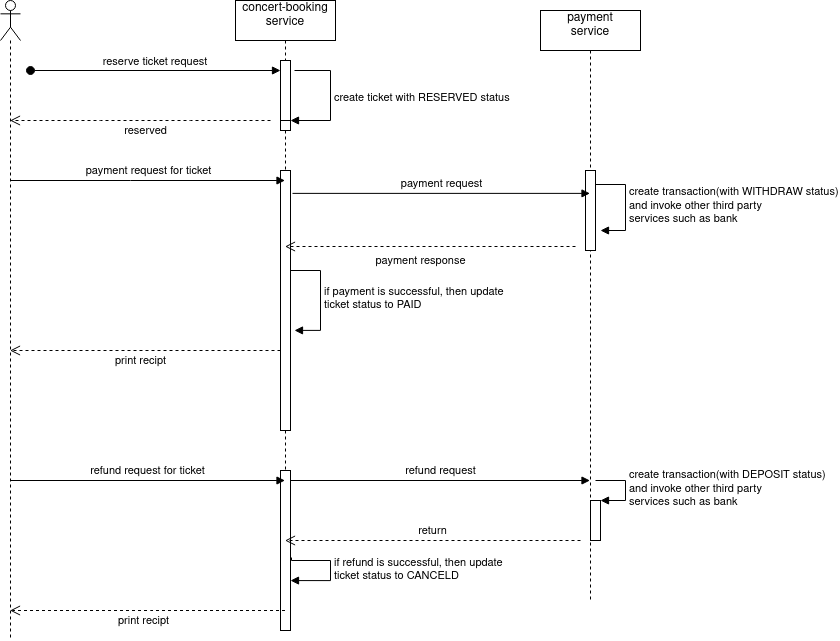 concert-booking
service
payment
service
reserve ticket request
create ticket with RESERVED status
reserved
payment request for ticket
payment request
create transaction(with WITHDRAW status)
and invoke other third party
services such as bank
payment response
if payment is successful, then update
ticket status to PAID
print recipt
refund request for ticket
refund request
create transaction(with DEPOSIT status)
and invoke other third party
services such as bank
return
if refund is successful, then update
ticket status to CANCELD
print recipt